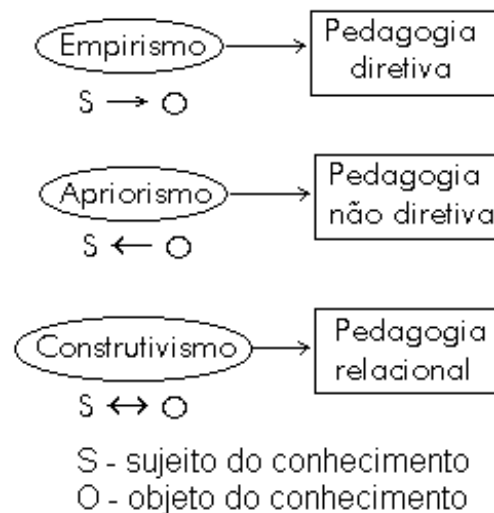 Empirismo
Pedagogia
diretiva
S → O
Apriorismo
Pedagogia
não diretiva
S ← O
Construtivismo
Pedagogia
relacional
S ↔ O
S - sujeito do conhecimento
O - objeto do conhecimento